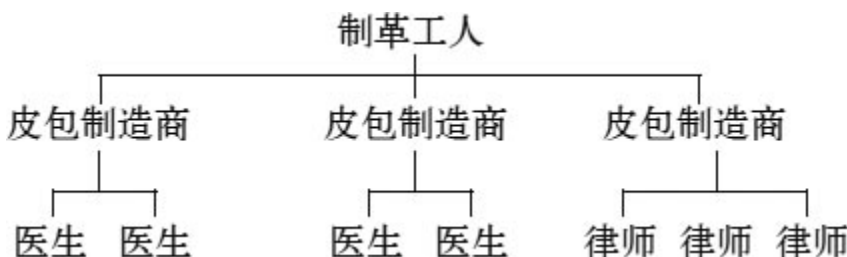 制革工人
皮包制造商 皮包制造商 皮包制造商
医生 医生 医生 医生 律师 律师 律师